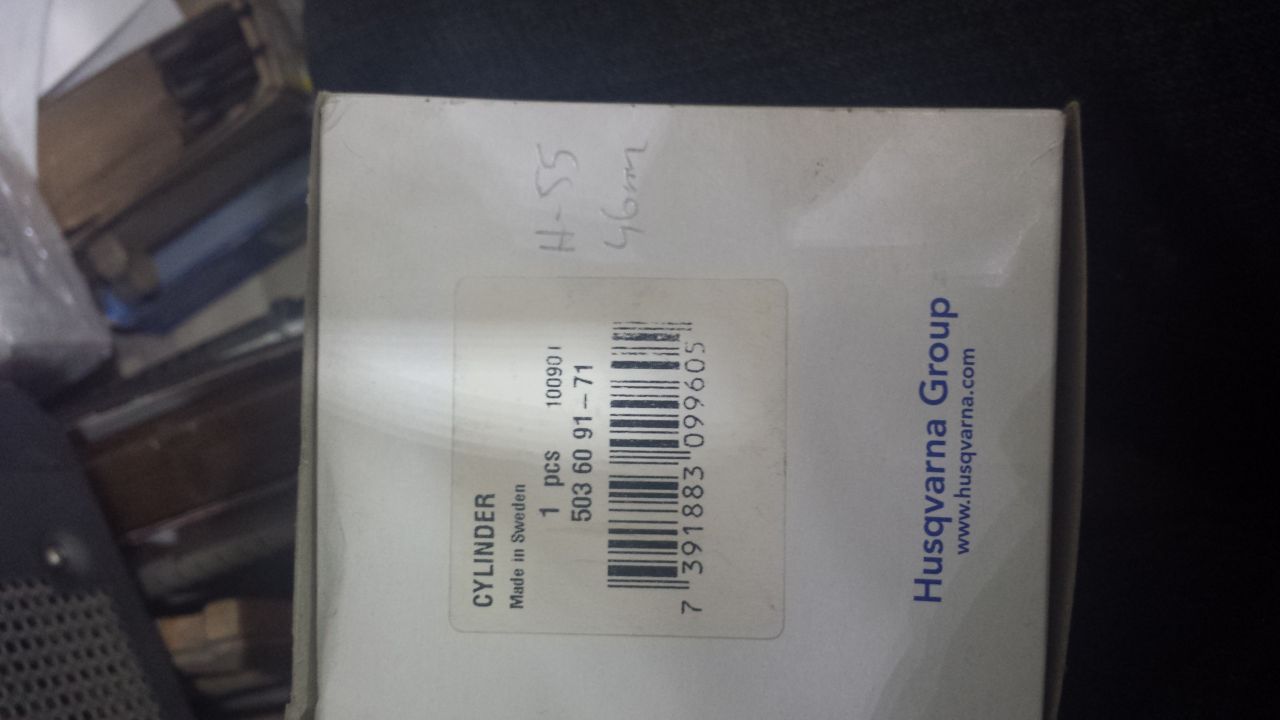 H-55
46mm
CYLINDER
Made in Sweden
1 pcs 100901
503 60 91-71
7 391883 099605
Husqvarna Group
www.husqvarna.com